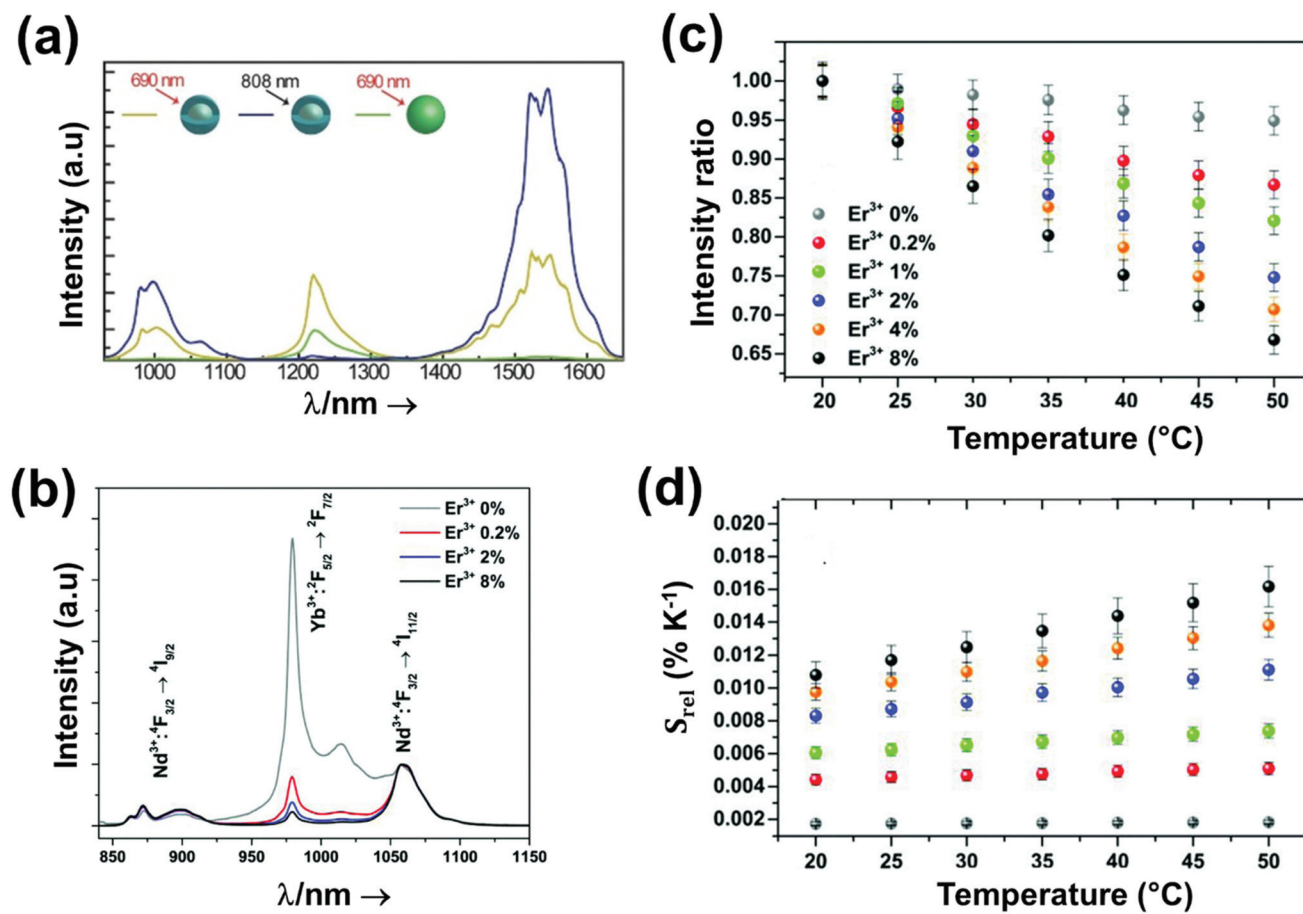 (a)
690 nm
808 nm
690 nm
Intensity (a.u)
1000 1100 1200 1300 1400 1500 1600
λ/nm →
(b)
Er³⁺ 0%
Er³⁺ 0.2%
Er³⁺ 2%
Er³⁺ 8%
Nd³⁺:⁴F₃/₂ → ⁴I₉/₂
Yb³⁺:²F₅/₂ → ²F₇/₂
Nd³⁺:⁴F₃/₂ → ⁴I₁₁/₂
Intensity (a.u)
850 900 950 1000 1050 1100 1150
λ/nm →
(c)
1.00
0.95
0.90
0.85
0.80
0.75
0.70
0.65
Intensity ratio
Er³⁺ 0%
Er³⁺ 0.2%
Er³⁺ 1%
Er³⁺ 2%
Er³⁺ 4%
Er³⁺ 8%
20 25 30 35 40 45 50
Temperature (°C)
(d)
0.020
0.018
0.016
0.014
0.012
0.010
0.008
0.006
0.004
0.002
Sᵣₑₗ (% K⁻¹)
20 25 30 35 40 45 50
Temperature (°C)